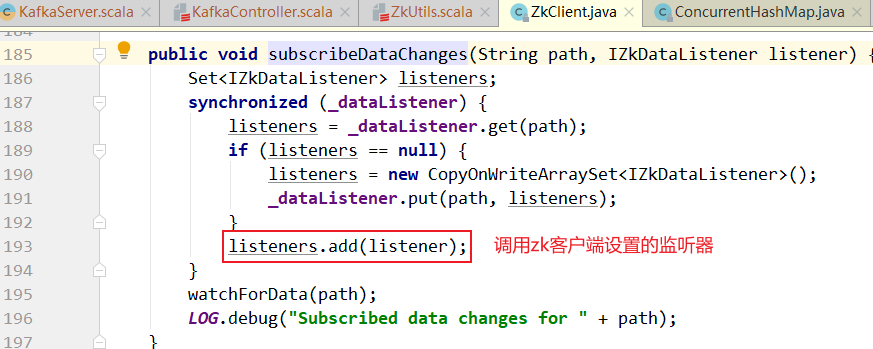 KafkaServer.scala KafkaController.scala ZkUtils.scala ZkClient.java ConcurrentHashMap.java
185 public void subscribeDataChanges(String path, IZkDataListener listener) {
186 Set<IZkDataListener> listeners;
187 synchronized (_dataListener) {
188 listeners = _dataListener.get(path);
189 if (listeners == null) {
190 listeners = new CopyOnWriteArraySet<IZkDataListener>();
191 _dataListener.put(path, listeners);
192 }
193 listeners.add(listener); 调用zk客户端设置的监听器
194 }
195 watchForData(path);
196 LOG.debug("Subscribed data changes for " + path);
197 }